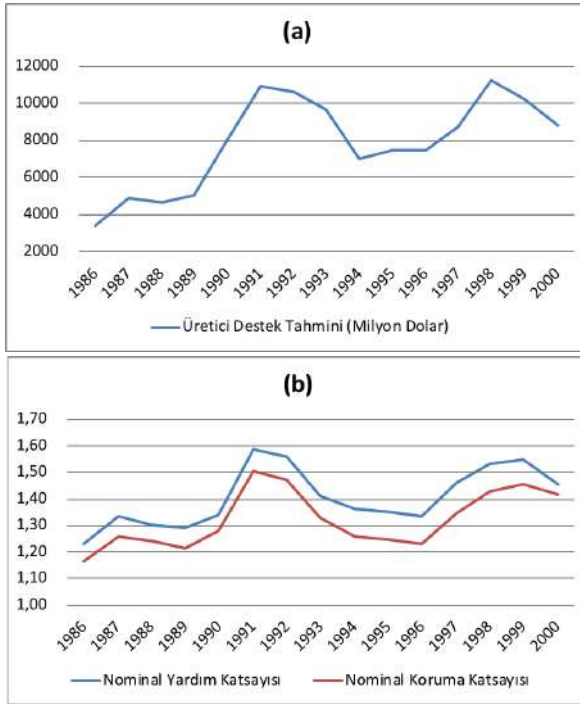 (a)
12000
10000
8000
6000
4000
2000
1986 1987 1988 1989 1990 1991 1992 1993 1994 1995 1996 1997 1998 1999 2000
Üretici Destek Tahmini (Milyon Dolar)
(b)
1,70
1,60
1,50
1,40
1,30
1,20
1,10
1,00
1986 1987 1988 1989 1990 1991 1992 1993 1994 1995 1996 1997 1998 1999 2000
Nominal Yardım Katsayısı Nominal Koruma Katsayısı